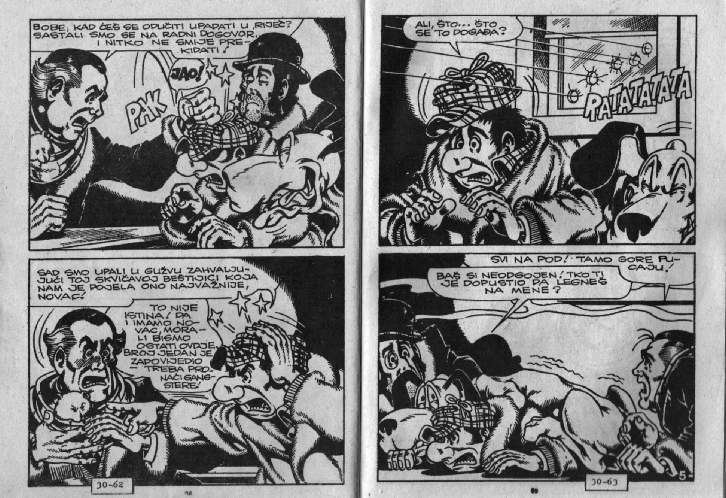 BOBE, KAD ĆEŠ SE ODUČITI UPADATI U RIJEČ?
SASTALI SMO SE NA RADNI DOGOVOR,
I NITKO NE SMIJE PRE-
KIDATI!
JAO!
PAK
SAD SMO UPALI U GUŽVU ZAHVALJU-
JUĆI TOJ SKVIČAVOJ BEŠTIJICI KOJA
NAM JE POJELA ONO NAJVAŽNIJE,
NOVAC!
TO NIJE
ISTINA! DA
I IMAMO NO-
VAC, MORA-
LI BISMO
OSTATI OVDJE.
BROJ JEDAN JE
ZAPOVIJEDIO
TREBA PRO-
NAĆI GANG-
STERE!
30-62
98
ALI, ŠTO... ŠTO
SE TO DOGAĐA?
RATATATATA
SVI NA POD! TAMO GORE PU-
CAJU!
BAŠ SI NEODGOJEN! TKO TI
JE DOPUSTIO DA LEGNEŠ
NA MENE?
30-63
5